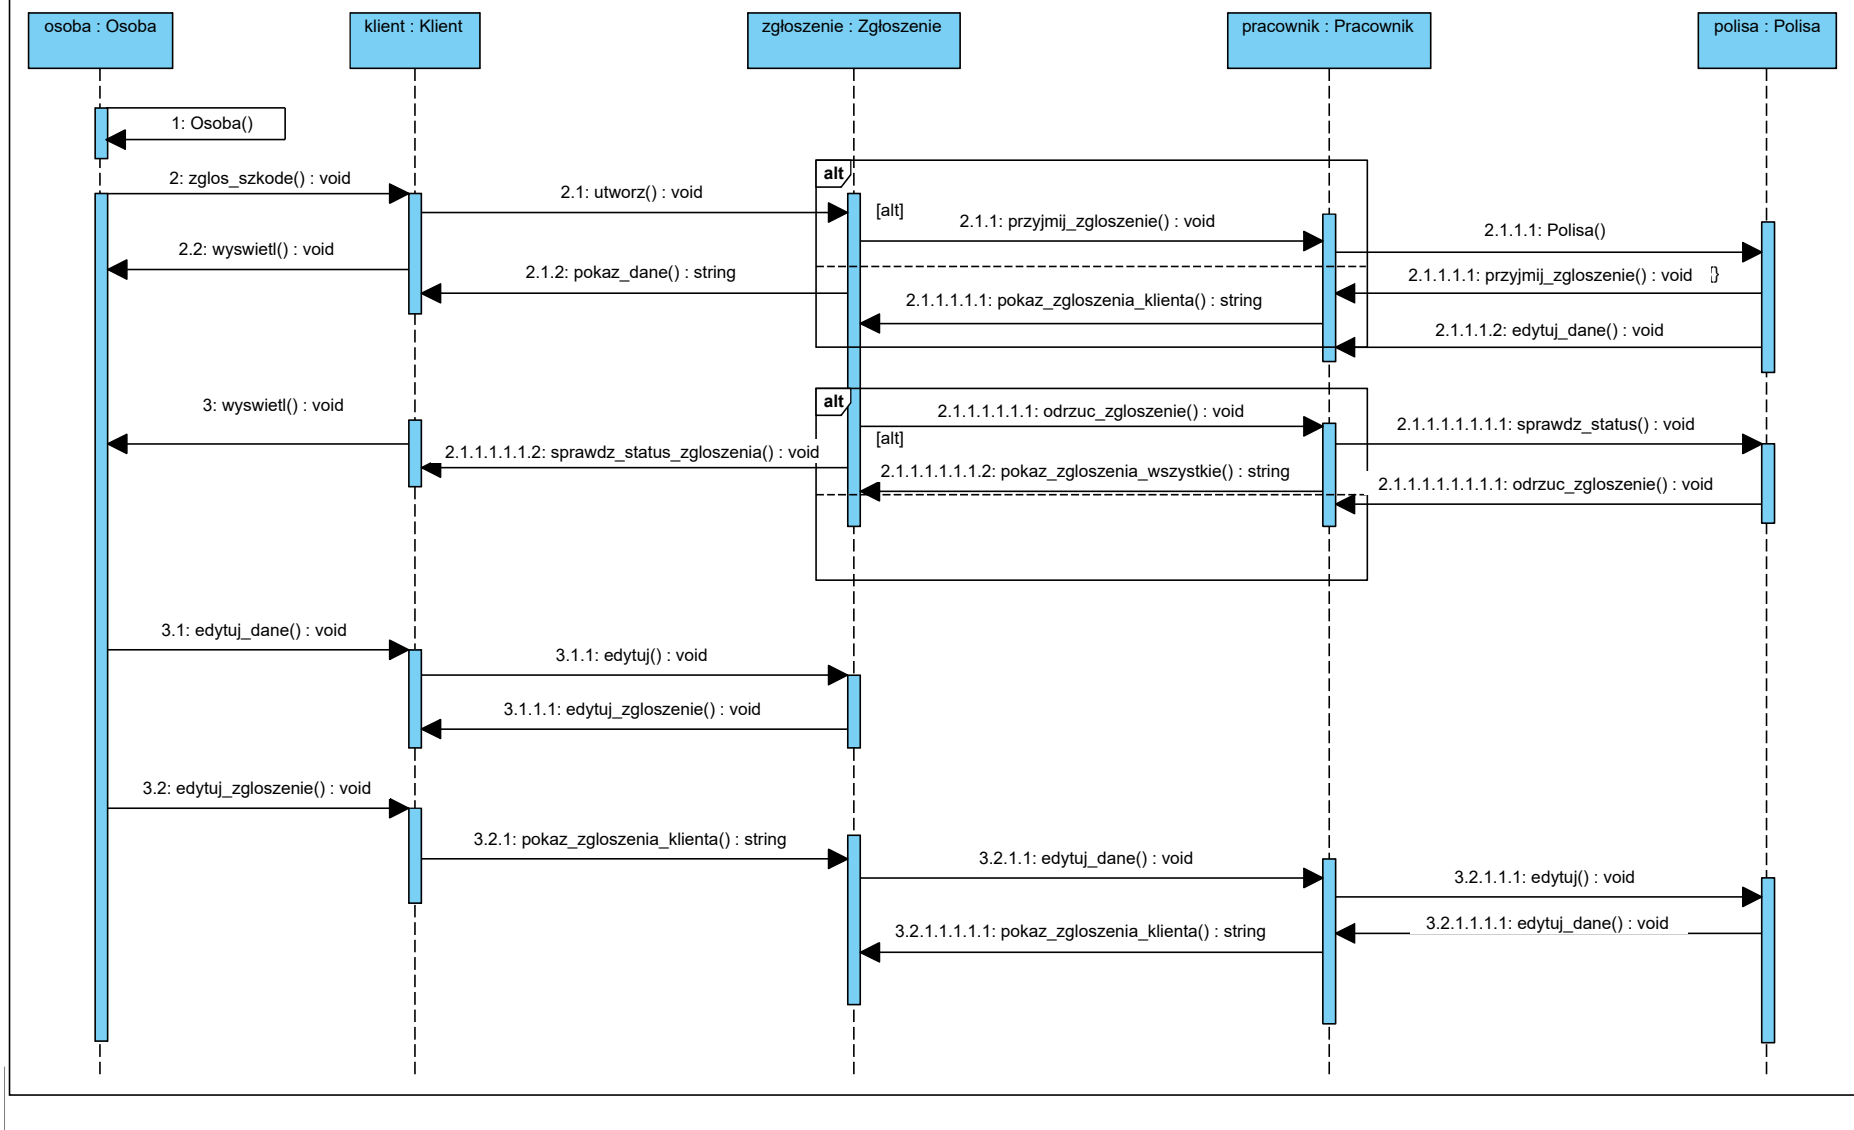 osoba : Osoba
klient : Klient
zgłoszenie : Zgłoszenie
pracownik : Pracownik
polisa : Polisa
1: Osoba()
2: zglos_szkode() : void
2.1: utworz() : void
alt
[alt]
2.1.1: przyjmij_zgloszenie() : void
2.1.1.1: Polisa()
2.2: wyswietl() : void
2.1.2: pokaz_dane() : string
2.1.1.1.1: przyjmij_zgloszenie() : void
{}
2.1.1.1.1.1: pokaz_zgloszenia_klienta() : string
2.1.1.1.2: edytuj_dane() : void
3: wyswietl() : void
alt
2.1.1.1.1.1.1: odrzuc_zgloszenie() : void
[alt]
2.1.1.1.1.1.1.1: sprawdz_status() : void
2.1.1.1.1.1.2: sprawdz_status_zgloszenia() : void
2.1.1.1.1.1.1.2: pokaz_zgloszenia_wszystkie() : string
2.1.1.1.1.1.1.1.1: odrzuc_zgloszenie() : void
3.1: edytuj_dane() : void
3.1.1: edytuj() : void
3.1.1.1: edytuj_zgloszenie() : void
3.2: edytuj_zgloszenie() : void
3.2.1: pokaz_zgloszenia_klienta() : string
3.2.1.1: edytuj_dane() : void
3.2.1.1.1: edytuj() : void
3.2.1.1.1.1: edytuj_dane() : void
3.2.1.1.1.1.1: pokaz_zgloszenia_klienta() : string